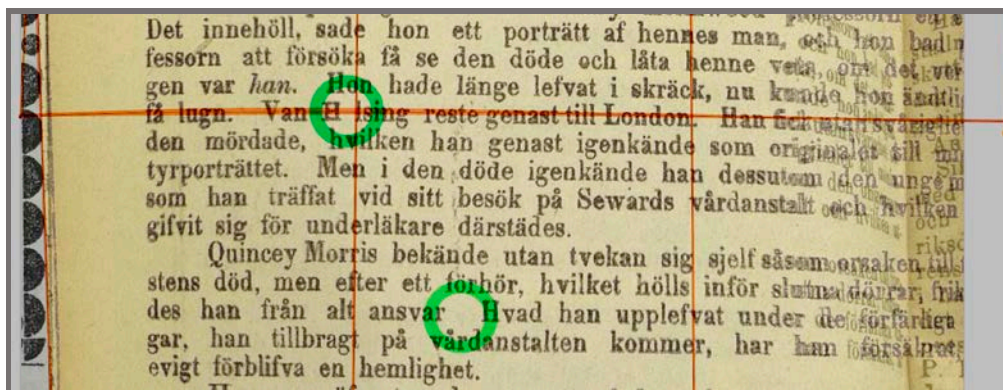 Det innehöll, sade hon ett porträtt af hennes man, och hon
fessorn att försöka få se den döde och låta henne veta, om det
gen var han. Hon hade länge lefvat i skräck, nu kunde hon ändtli
få lugn. Van H lsing reste genast till London. Han fick utan
den mördade, hvilken han genast igenkände som originalet till
tyrporträttet. Men i den döde igenkände han dessutom den unge
som han träffat vid sitt besök på Sewards vårdanstalt och hvilken
gifvit sig för underläkare därstädes.
Quincey Morris bekände utan tvekan sig sjelf såsom orsaken till
stens död, men efter ett förhör, hvilket hölls inför slutna dörrar,
des han från alt ansvar Hvad han upplefvat under de förfärliga
gar, han tillbragt på vårdanstalten kommer, har han
evigt förblifva en hemlighet.